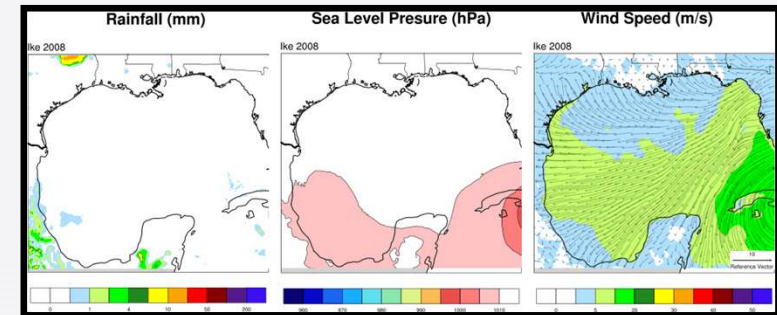 Rainfall (mm)
Sea Level Presure (hPa)
Wind Speed (m/s)
Ike 2008
Ike 2008
Ike 2008
10
Reference Vector
0 1 4 10 50 200
960 970 980 990 1000 1010
0 5 20 30 40 50